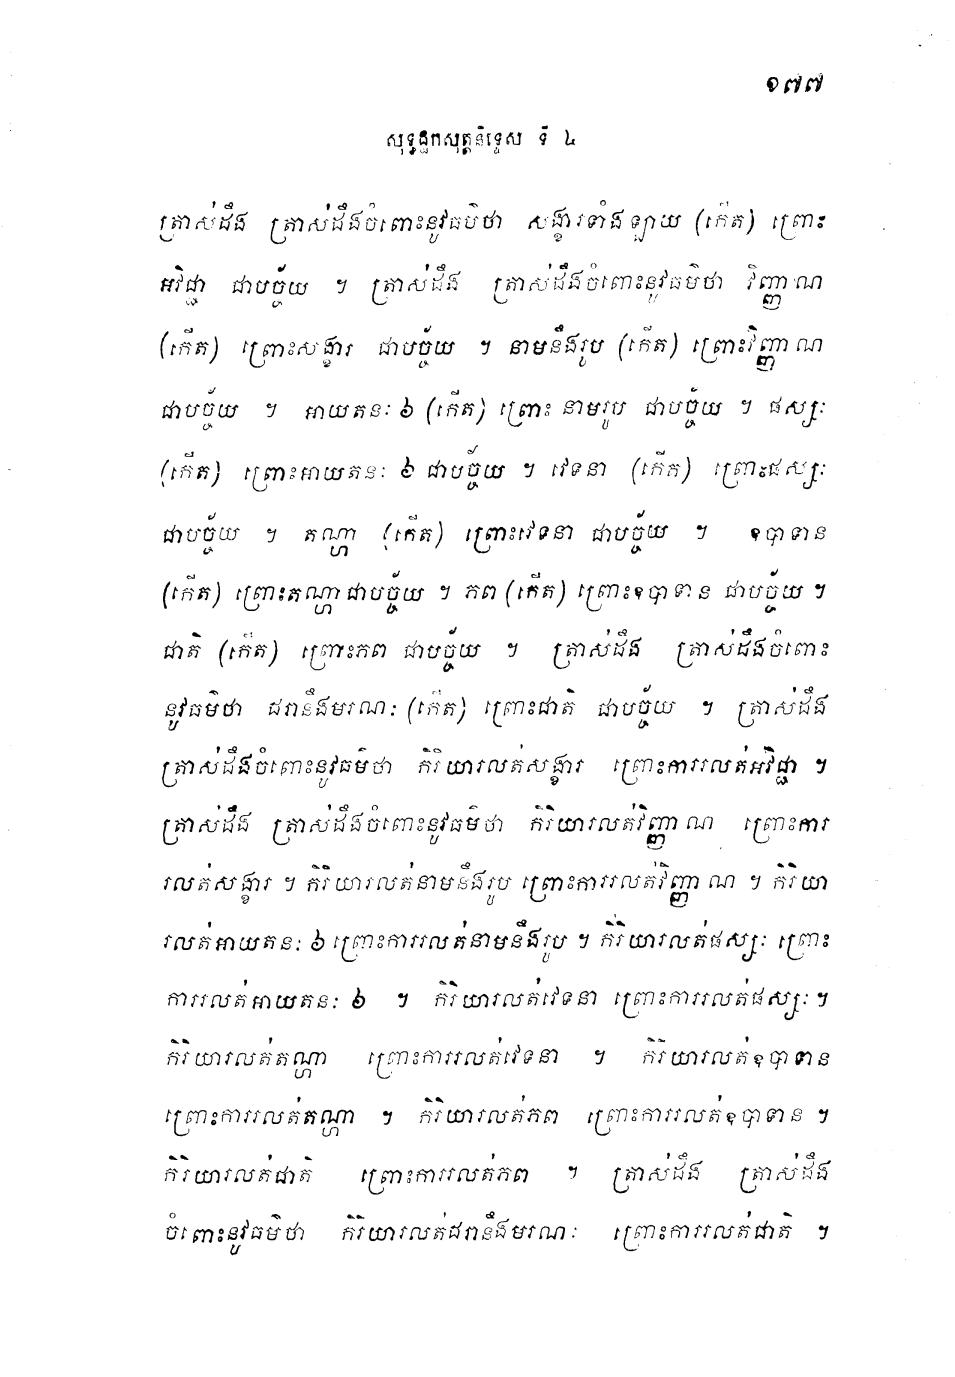 ១៧៧
សុទ្ធដ្ឋកសុត្តនិទ្ទេស ទី ៤
ត្រាស់ដឹង ត្រាស់ដឹងចំពោះនូវធម៌ថា សង្ខារទាំងឡាយ (កើត) ព្រោះ
អវិជ្ជា ជាបច្ច័យ ។ ត្រាស់ដឹង ត្រាស់ដឹងចំពោះនូវធម៌ថា វិញ្ញាណ
(កើត) ព្រោះសង្ខារ ជាបច្ច័យ ។ នាមនឹងរូប (កើត) ព្រោះវិញ្ញាណ
ជាបច្ច័យ ។ អាយតនៈ ៦ (កើត) ព្រោះ នាមរូប ជាបច្ច័យ ។ ផស្សៈ
(កើត) ព្រោះអាយតនៈ ៦ ជាបច្ច័យ ។ វេទនា (កើត) ព្រោះផស្សៈ
ជាបច្ច័យ ។ តណ្ហា (កើត) ព្រោះវេទនា ជាបច្ច័យ ។ ឧបាទាន
(កើត) ព្រោះតណ្ហាជាបច្ច័យ ។ ភព (កើត) ព្រោះឧបាទាន ជាបច្ច័យ ។
ជាតិ (កើត) ព្រោះភព ជាបច្ច័យ ។ ត្រាស់ដឹង ត្រាស់ដឹងចំពោះ
នូវធម៌ថា ជរានឹងមរណៈ (កើត) ព្រោះជាតិ ជាបច្ច័យ ។ ត្រាស់ដឹង
ត្រាស់ដឹងចំពោះនូវធម៌ថា កិរិយារលត់សង្ខារ ព្រោះការរលត់អវិជ្ជា ។
ត្រាស់ដឹង ត្រាស់ដឹងចំពោះនូវធម៌ថា កិរិយារលត់វិញ្ញាណ ព្រោះការ
រលត់សង្ខារ ។ កិរិយារលត់នាមនឹងរូប ព្រោះការរលត់វិញ្ញាណ ។ កិរិយា
រលត់អាយតនៈ ៦ ព្រោះការរលត់នាមនឹងរូប ។ កិរិយារលត់ផស្សៈ ព្រោះ
ការរលត់អាយតនៈ ៦ ។ កិរិយារលត់វេទនា ព្រោះការរលត់ផស្សៈ ។
កិរិយារលត់តណ្ហា ព្រោះការរលត់វេទនា ។ កិរិយារលត់ឧបាទាន
ព្រោះការរលត់តណ្ហា ។ កិរិយារលត់ភព ព្រោះការរលត់ឧបាទាន ។
កិរិយារលត់ជាតិ ព្រោះការរលត់ភព ។ ត្រាស់ដឹង ត្រាស់ដឹង
ចំពោះនូវធម៌ថា កិរិយារលត់ជរានឹងមរណៈ ព្រោះការរលត់ជាតិ ។